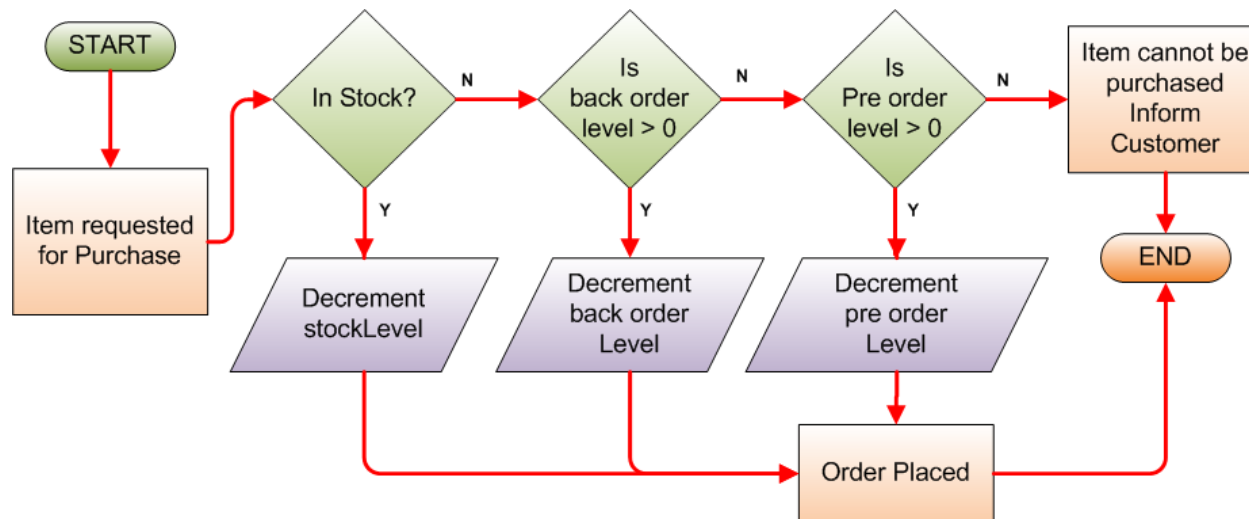 START
Item requested
for Purchase
In Stock?
N
Y
Is
back order
level > 0
N
Y
Is
Pre order
level > 0
N
Y
Item cannot be
purchased
Inform
Customer
END
Decrement
stockLevel
Decrement
back order
Level
Decrement
pre order
Level
Order Placed